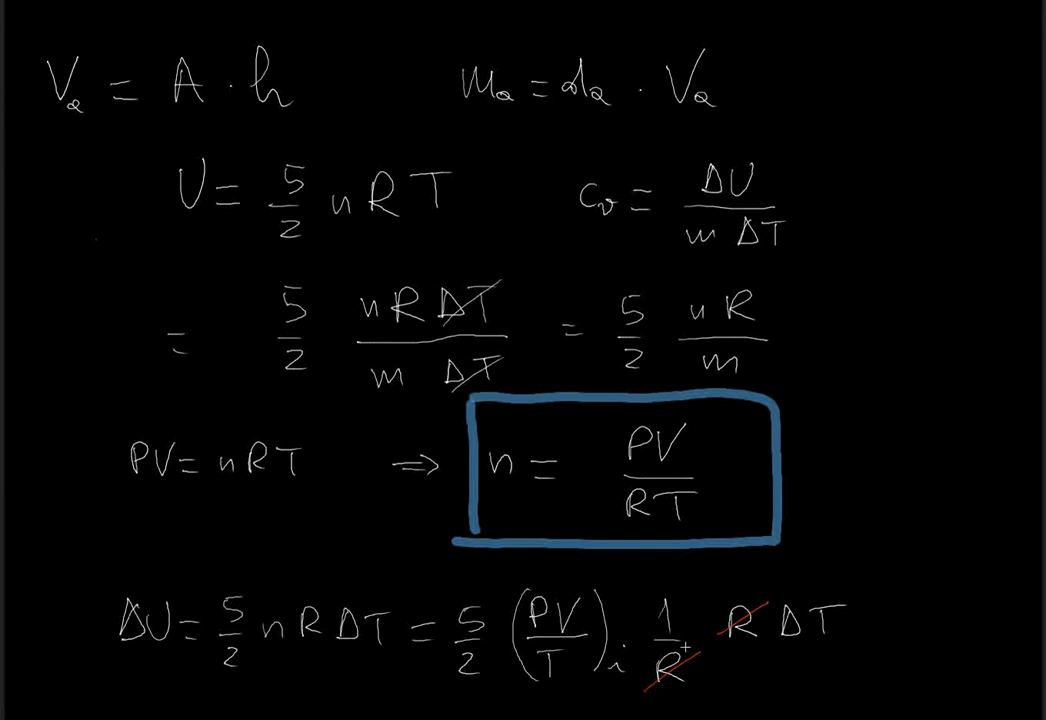 Vₐ = A · h    mₐ = dₐ · Vₐ
U = 5/2 nRT    cᵥ = ΔU / (m ΔT)
= 5/2 (nRΔT) / (m ΔT) = 5/2 (nR) / m
PV = nRT ⇒ n = PV / RT
ΔU = 5/2 nRΔT = 5/2 (PV/T)ᵢ 1/R R ΔT